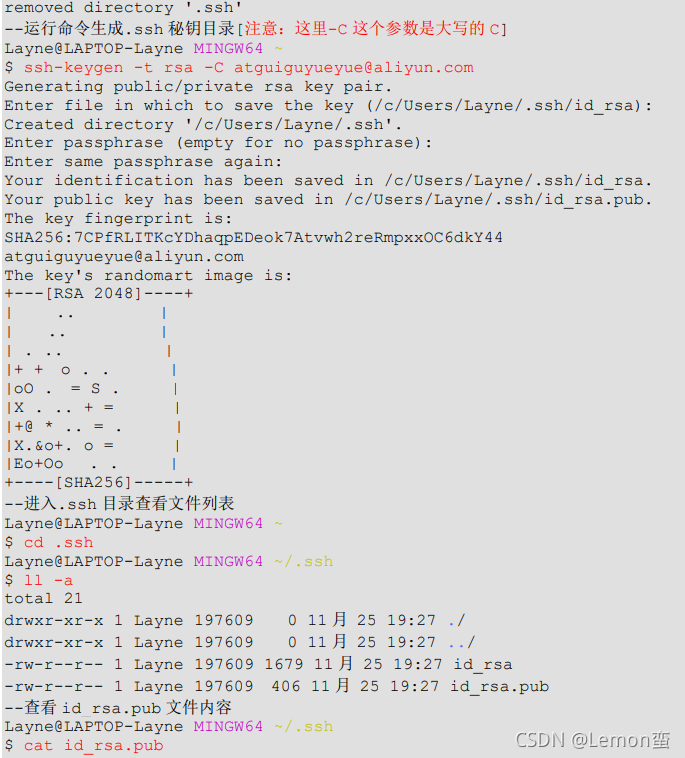 removed directory '.ssh'
--运行命令生成.ssh 秘钥目录[注意：这里-C 这个参数是大写的 C]
Layne@LAPTOP-Layne MINGW64 ~
$ ssh-keygen -t rsa -C atguiguyueyue@aliyun.com
Generating public/private rsa key pair.
Enter file in which to save the key (/c/Users/Layne/.ssh/id_rsa):
Created directory '/c/Users/Layne/.ssh'.
Enter passphrase (empty for no passphrase):
Enter same passphrase again:
Your identification has been saved in /c/Users/Layne/.ssh/id_rsa.
Your public key has been saved in /c/Users/Layne/.ssh/id_rsa.pub.
The key fingerprint is:
SHA256:7CPfRLITKcYDhaqpEDeok7Atvwh2reRmpxxOC6dkY44
atguiguyueyue@aliyun.com
The key's randomart image is:
+---[RSA 2048]----+
|    ..           |
|    ..           |
| . ..            |
|+ +  o . .       |
|oO .  = S .      |
|X . .. + =       |
|+@ * .. = .      |
|X.&o+. o =       |
|Eo+Oo   . .      |
+----[SHA256]-----+
--进入.ssh 目录查看文件列表
Layne@LAPTOP-Layne MINGW64 ~
$ cd .ssh
Layne@LAPTOP-Layne MINGW64 ~/.ssh
$ ll -a
total 21
drwxr-xr-x 1 Layne 197609   0 11月 25 19:27 ./
drwxr-xr-x 1 Layne 197609   0 11月 25 19:27 ../
-rw-r--r-- 1 Layne 197609 1679 11月 25 19:27 id_rsa
-rw-r--r-- 1 Layne 197609  406 11月 25 19:27 id_rsa.pub
--查看 id_rsa.pub 文件内容
Layne@LAPTOP-Layne MINGW64 ~/.ssh
$ cat id_rsa.pub
CSDN @Lemon蛮